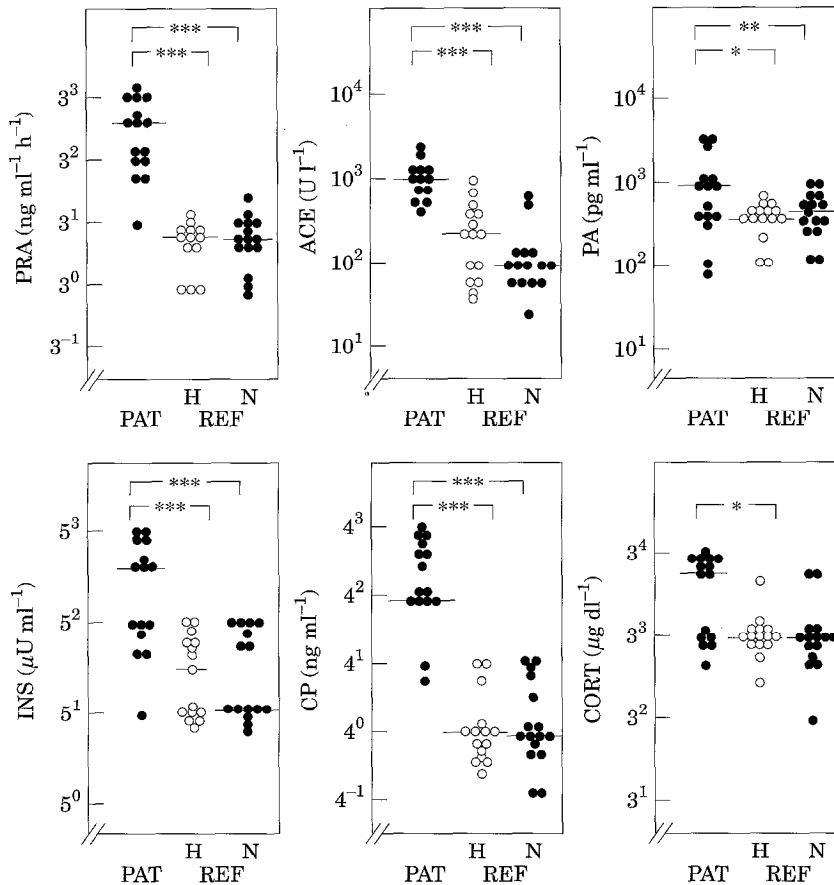 *** *** **
*** *** *
PRA (ng ml⁻¹ h⁻¹)
3³
3²
3¹
3⁰
3⁻¹
H N
PAT REF
ACE (U l⁻¹)
10⁴
10³
10²
10¹
H N
PAT REF
PA (pg ml⁻¹)
10⁴
10³
10²
10¹
H N
PAT REF
***
***
INS (μU ml⁻¹)
5³
5²
5¹
5⁰
H N
PAT REF
***
***
CP (ng ml⁻¹)
4³
4²
4¹
4⁰
4⁻¹
H N
PAT REF
*
CORT (μg dl⁻¹)
3⁴
3³
3²
3¹
H N
PAT REF